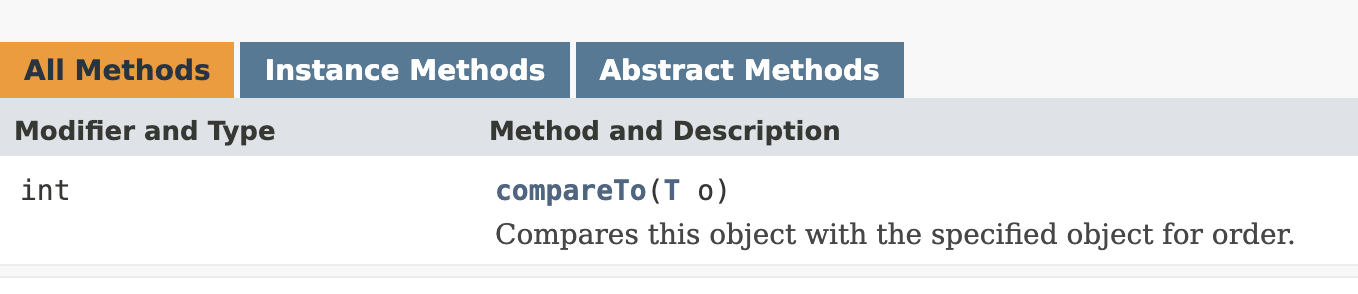 All Methods Instance Methods Abstract Methods
Modifier and Type Method and Description
int compareTo(T o)
Compares this object with the specified object for order.